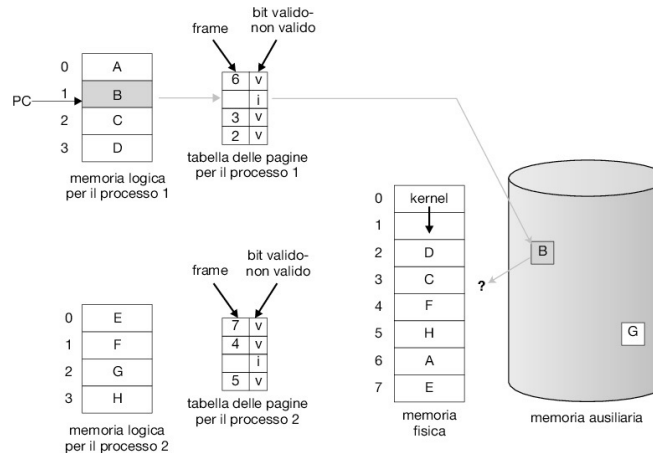 frame
bit valido-
non valido
0 A
1 B
2 C
3 D
PC
6 v
i
3 v
2 v
memoria logica
per il processo 1
tabella delle pagine
per il processo 1
0 kernel
1
2 D
3 C
4 F
5 H
6 A
7 E
memoria
fisica
B
?
G
memoria ausiliaria
frame
bit valido-
non valido
0 E
1 F
2 G
3 H
7 v
4 v
i
5 v
memoria logica
per il processo 2
tabella delle pagine
per il processo 2